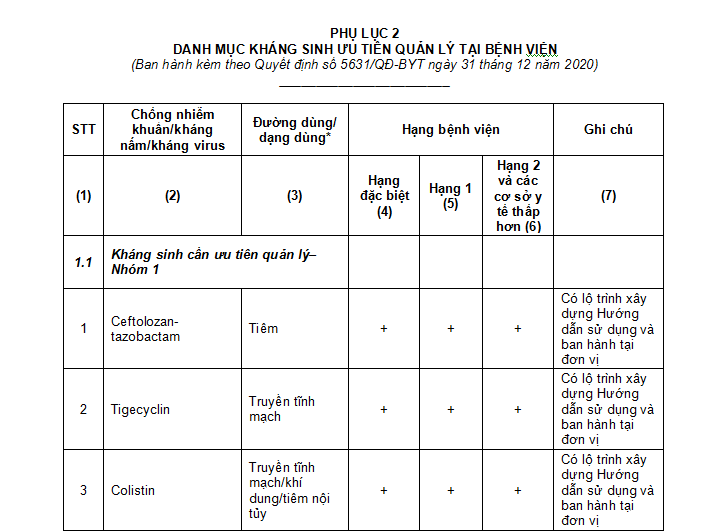 PHỤ LỤC 2
DANH MỤC KHÁNG SINH ƯU TIÊN QUẢN LÝ TẠI BỆNH VIỆN
(Ban hành kèm theo Quyết định số 5631/QĐ-BYT ngày 31 tháng 12 năm 2020)
STT
Chống nhiễm
khuẩn/kháng
nấm/kháng virus
Đường dùng/
dạng dùng*
Hạng bệnh viện
Ghi chú
(1)
(2)
(3)
Hạng
đặc biệt
(4)
Hạng 1
(5)
Hạng 2
và các
cơ sở y
tế thấp
hơn (6)
(7)
1.1
Kháng sinh cần ưu tiên quản lý–
Nhóm 1
1
Ceftolozan-
tazobactam
Tiêm
+
+
+
Có lộ trình xây
dựng Hướng
dẫn sử dụng và
ban hành tại
đơn vị
2
Tigecyclin
Truyền tĩnh
mạch
+
+
+
Có lộ trình xây
dựng Hướng
dẫn sử dụng và
ban hành tại
đơn vị
3
Colistin
Truyền tĩnh
mạch/khí
dung/tiêm nội
tủy
+
+
+
Có lộ trình xây
dựng Hướng
dẫn sử dụng và
ban hành tại
đơn vị